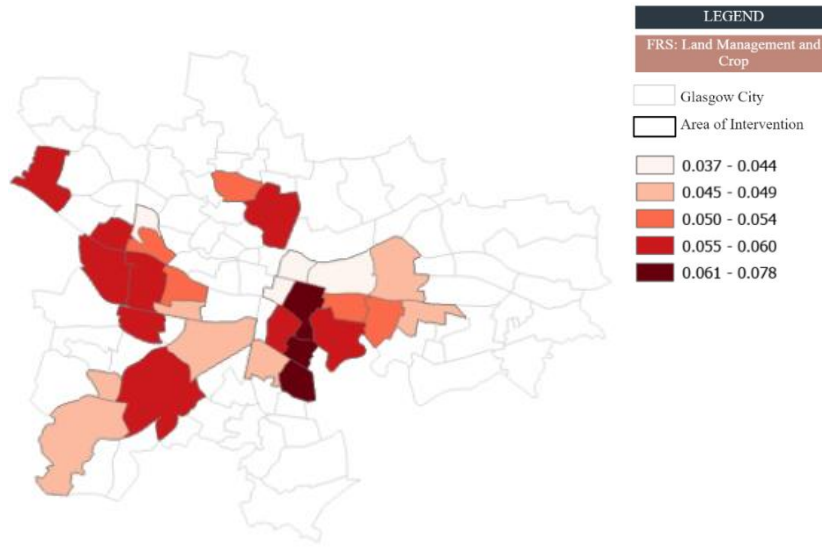 LEGEND
FRS: Land Management and
Crop
Glasgow City
Area of Intervention
0.037 - 0.044
0.045 - 0.049
0.050 - 0.054
0.055 - 0.060
0.061 - 0.078